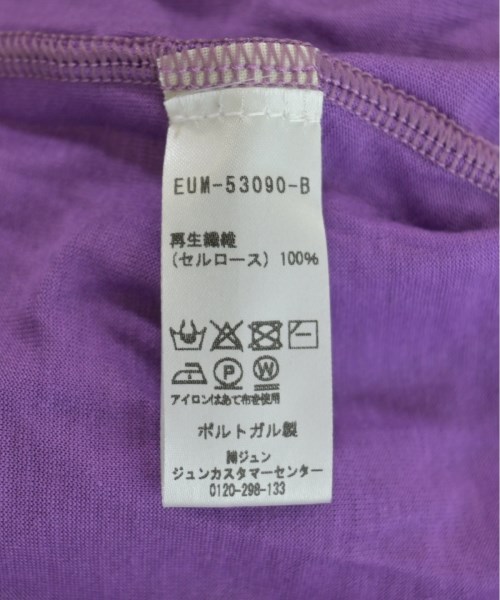 EUM-53090-B
再生繊維
(セルロース) 100%
P W
アイロンはあて布を使用
ポルトガル製
㈱ジュン
ジュンカスタマーセンター
0120-298-133